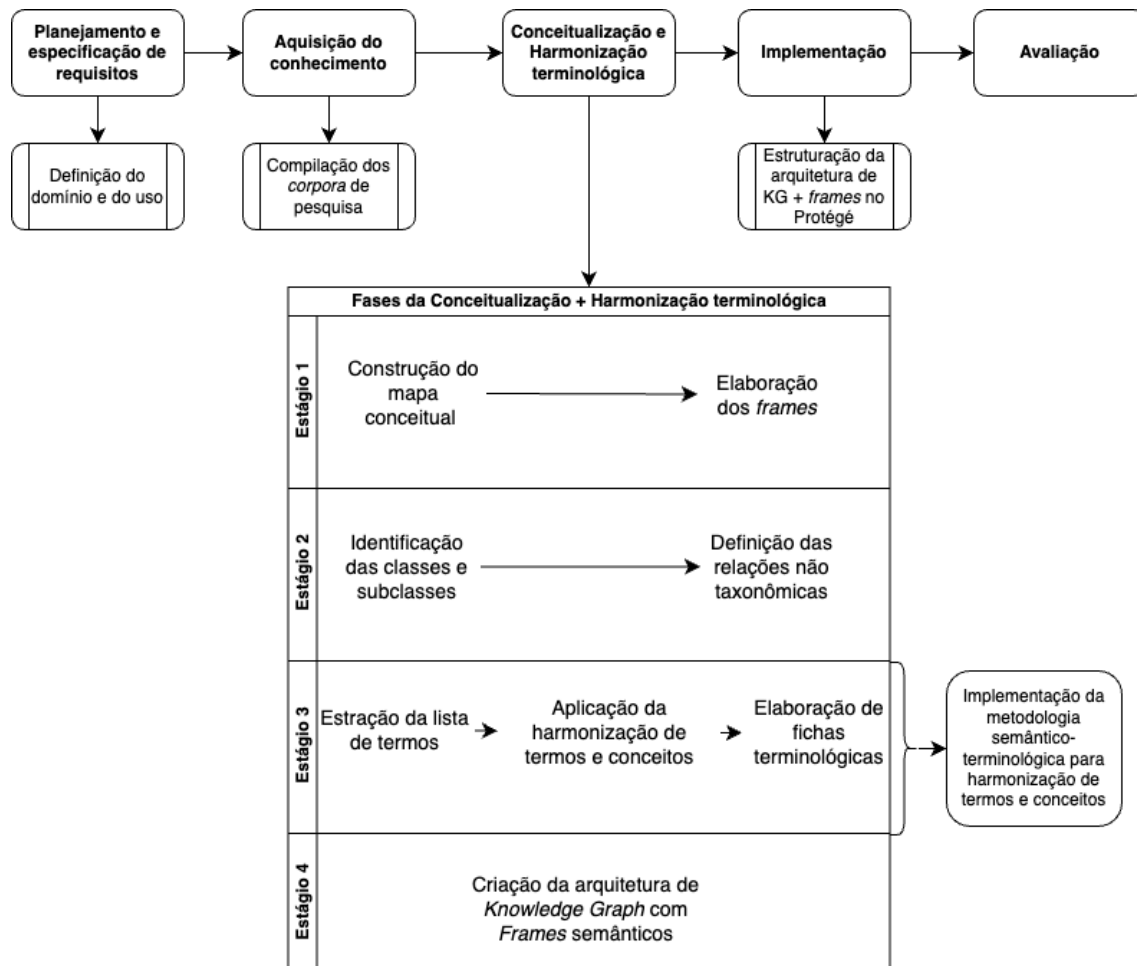 Planejamento e
especificação de
requisitos
Aquisição do
conhecimento
Conceitualização e
Harmonização
terminológica
Implementação
Avaliação
Definição do
domínio e do uso
Compilação dos
corpora de
pesquisa
Estruturação da
arquitetura de
KG + frames no
Protégé
Fases da Conceitualização + Harmonização terminológica
Estágio 1
Construção do
mapa
conceitual
Elaboração
dos frames
Estágio 2
Identificação
das classes e
subclasses
Definição das
relações não
taxonômicas
Estágio 3
Estração da lista
de termos
Aplicação da
harmonização de
termos e conceitos
Elaboração de
fichas
terminológicas
Implementação da
metodologia
semântico-
terminológica para
harmonização de
termos e conceitos
Estágio 4
Criação da arquitetura de
Knowledge Graph com
Frames semânticos